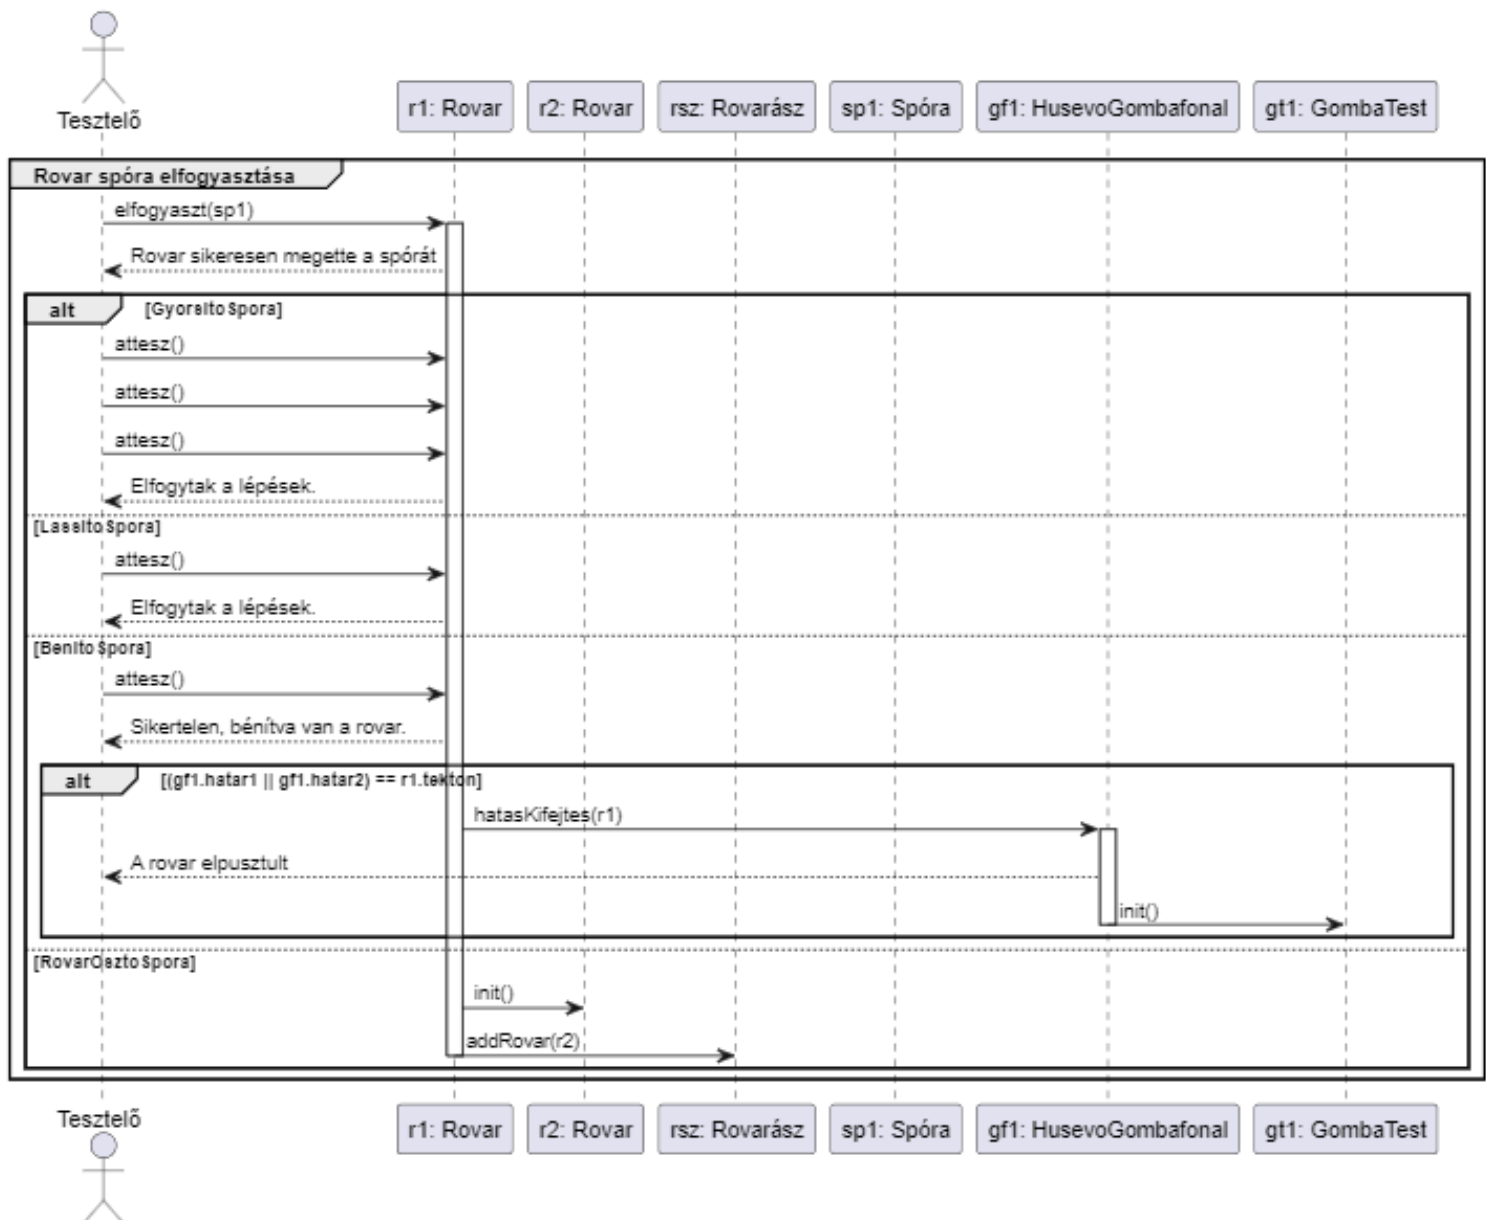 Tesztelő
r1: Rovar
r2: Rovar
rsz: Rovarász
sp1: Spóra
gf1: HusevoGombafonal
gt1: GombaTest
Rovar spóra elfogyasztása
elfogyaszt(sp1)
Rovar sikeresen megette a spórát
alt
[GyorsitoSpora]
attesz()
attesz()
attesz()
Elfogytak a lépések.
[LassitoSpora]
attesz()
Elfogytak a lépések.
[BenitoSpora]
attesz()
Sikertelen, bénítva van a rovar.
alt
[(gf1.hatar1 || gf1.hatar2) == r1.tekton]
hatasKifejtes(r1)
A rovar elpusztult
init()
[RovarOsztoSpora]
init()
addRovar(r2)
Tesztelő
r1: Rovar
r2: Rovar
rsz: Rovarász
sp1: Spóra
gf1: HusevoGombafonal
gt1: GombaTest